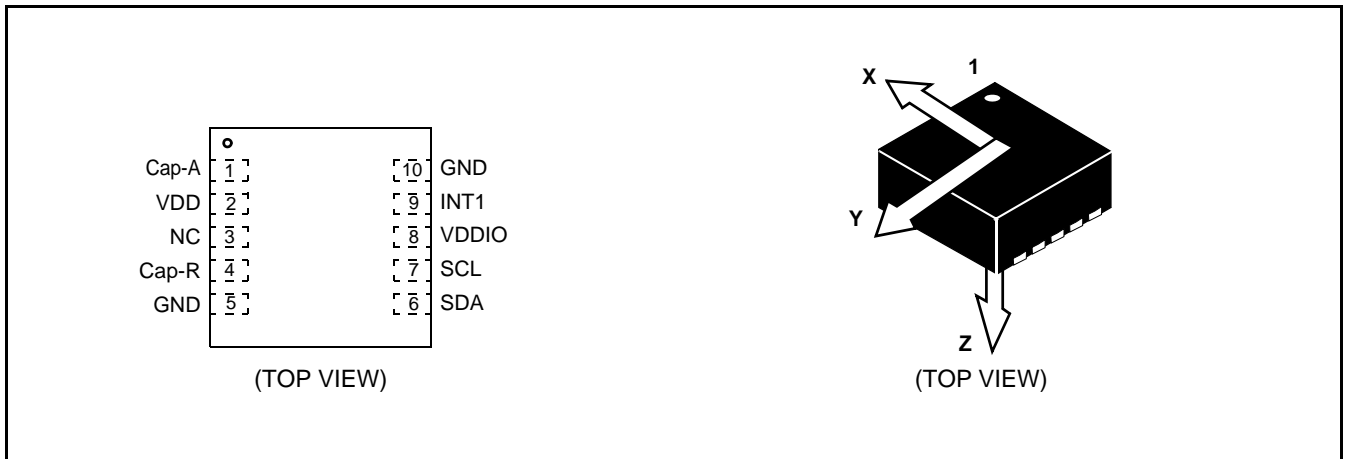 Cap-A 1 10 GND
VDD 2 9 INT1
NC 3 8 VDDIO
Cap-R 4 7 SCL
GND 5 6 SDA
(TOP VIEW)
1
X
Y
Z
(TOP VIEW)